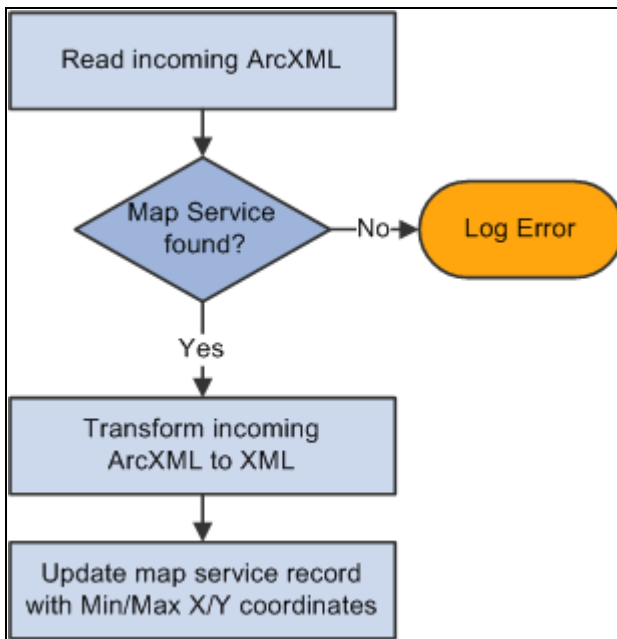 Read incoming ArcXML
Map Service
found?
No
Log Error
Yes
Transform incoming
ArcXML to XML
Update map service record
with Min/Max X/Y coordinates